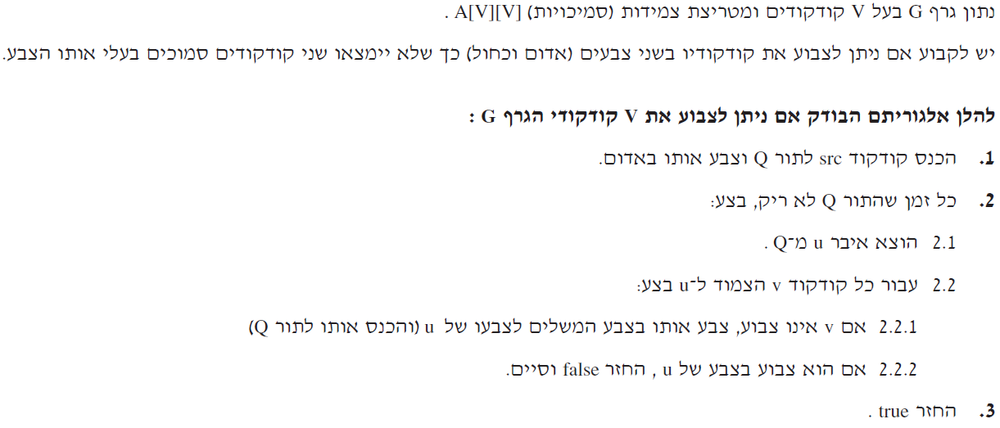 נתון גרף G בעל V קודקודים ומטריצת צמידות (סמיכויות) A[V][V] .
יש לקבוע אם ניתן לצבוע את קודקודיו בשני צבעים (אדום וכחול) כך שלא יימצאו שני קודקודים סמוכים בעלי אותו הצבע.
להלן אלגוריתם הבודק אם ניתן לצבוע את V קודקודי הגרף G :
1. הכנס קודקוד src לתור Q וצבע אותו באדום.
2. כל זמן שהתור Q לא ריק, בצע:
2.1 הוצא איבר u מ־Q .
2.2 עבור כל קודקוד v הצמוד ל־u בצע:
2.2.1 אם v אינו צבוע, צבע אותו בצבע המשלים לצבעו של u (והכנס אותו לתור Q)
2.2.2 אם הוא צבוע בצבע של u , החזר false וסיים.
3. החזר true .